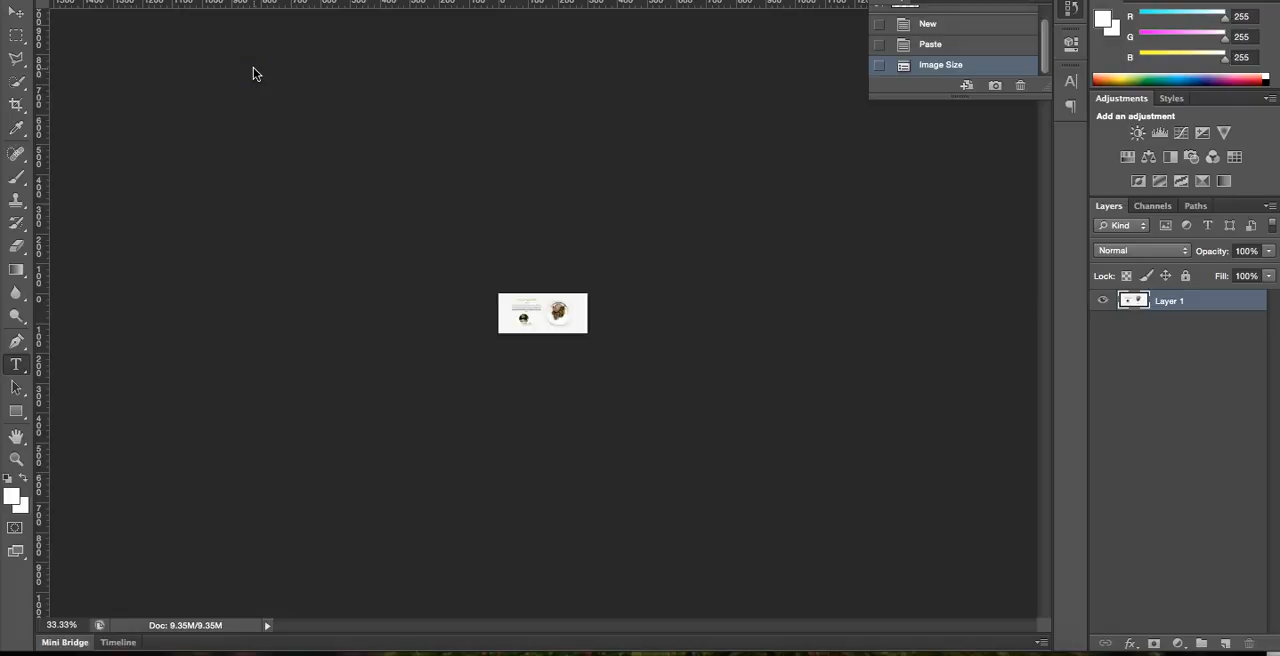 New
Paste
Image Size
R 255
G 255
B 255
Adjustments Styles
Add an adjustment
Layers Channels Paths
Kind
Normal Opacity: 100%
Lock: Fill: 100%
Layer 1
33.33% Doc: 9.35M/9.35M
Mini Bridge Timeline